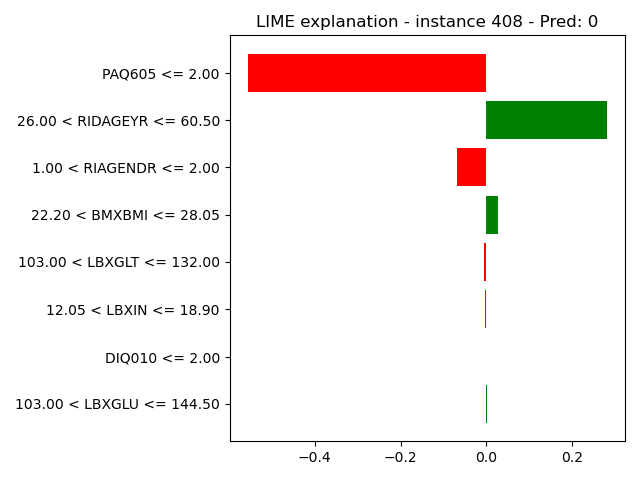 LIME explanation - instance 408 - Pred: 0
PAQ605 <= 2.00
26.00 < RIDAGEYR <= 60.50
1.00 < RIAGENDR <= 2.00
22.20 < BMXBMI <= 28.05
103.00 < LBXGLT <= 132.00
12.05 < LBXIN <= 18.90
DIQ010 <= 2.00
103.00 < LBXGLU <= 144.50
−0.4 −0.2 0.0 0.2